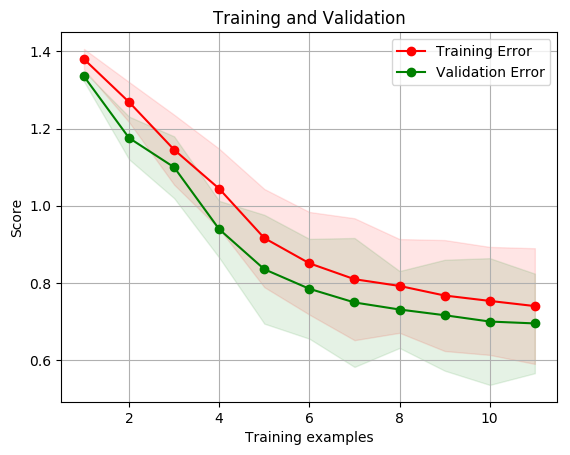 Training and Validation
Training Error
Validation Error
Score
1.4
1.2
1.0
0.8
0.6
2 4 6 8 10
Training examples